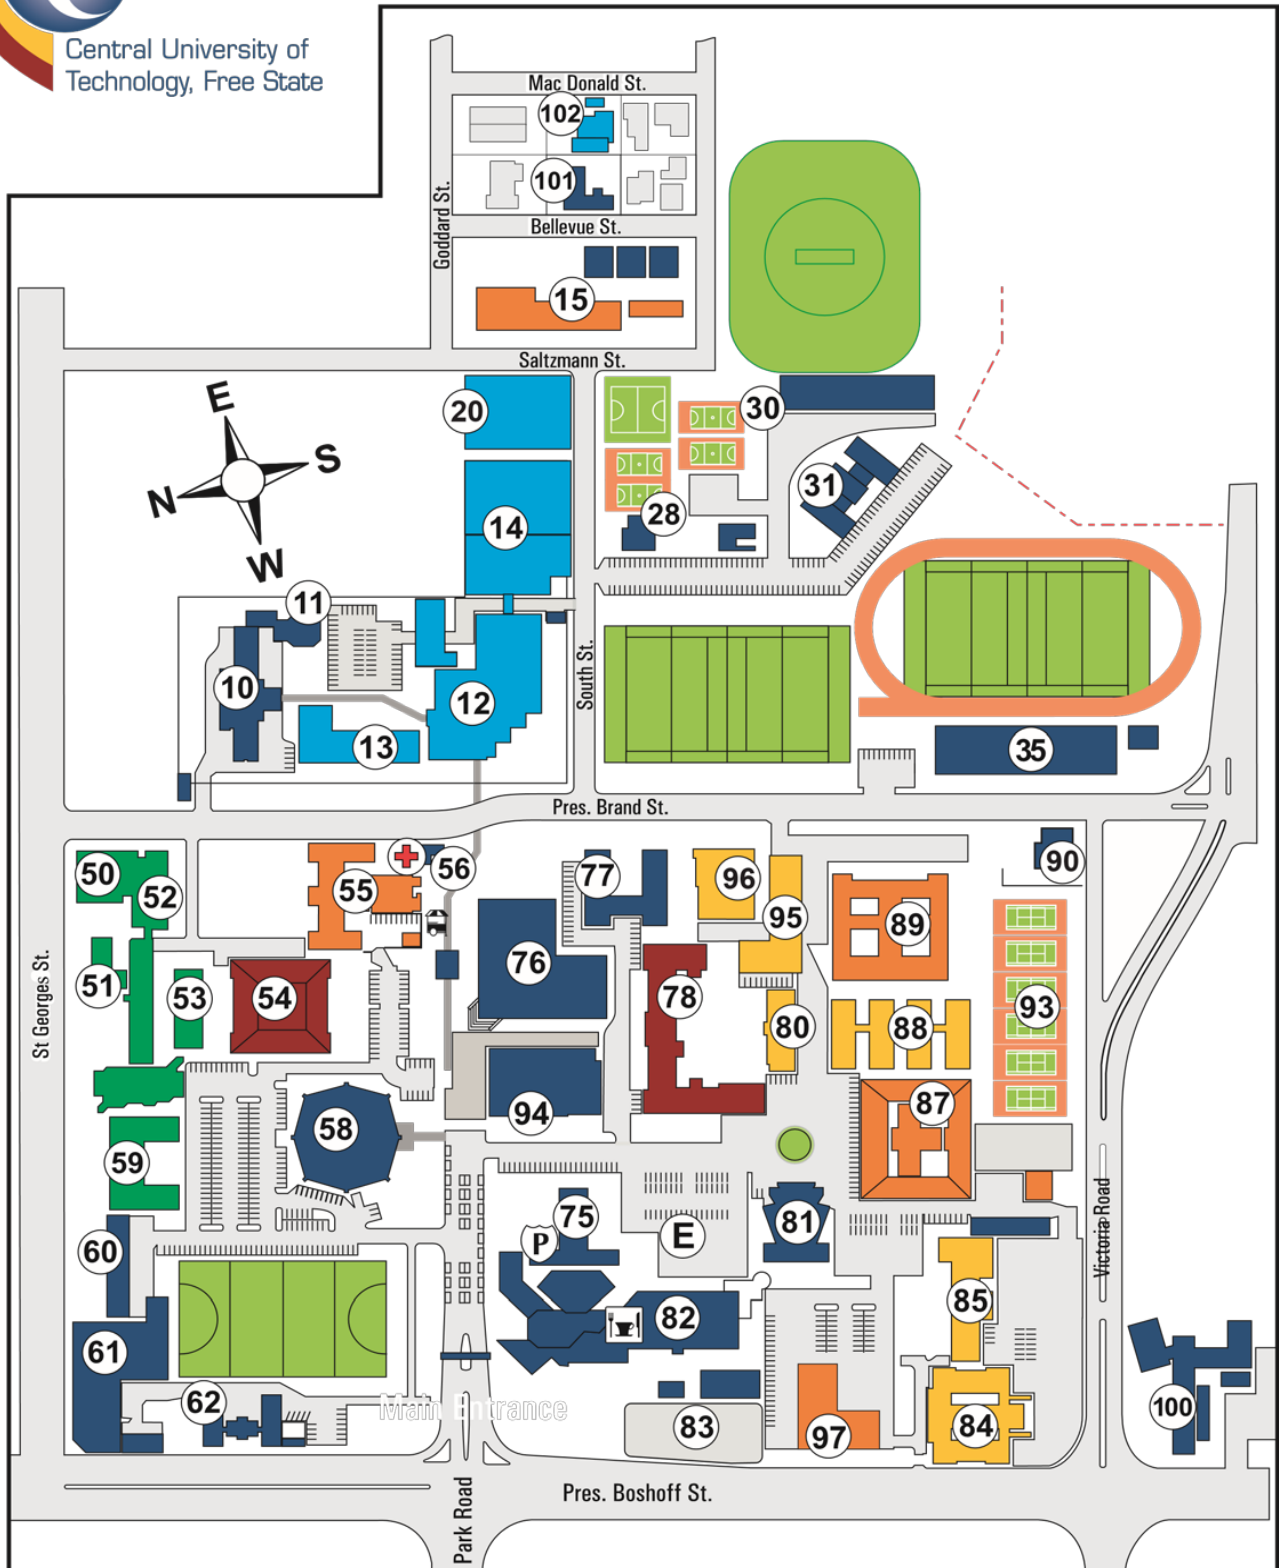 Central University of
Technology, Free State
Mac Donald St.
102
101
Goddard St.
Bellevue St.
15
Saltzmann St.
E
S
N
W
20
30
14
31
28
11
10
12
South St.
13
35
Pres. Brand St.
50
52
55
56
77
96
95
90
89
51
53
54
76
78
80
88
93
St Georges St.
58
94
87
59
75
P
E
81
60
Victoria Road
85
82
61
62
Main Entrance
83
97
84
100
Pres. Boshoff St.
Park Road